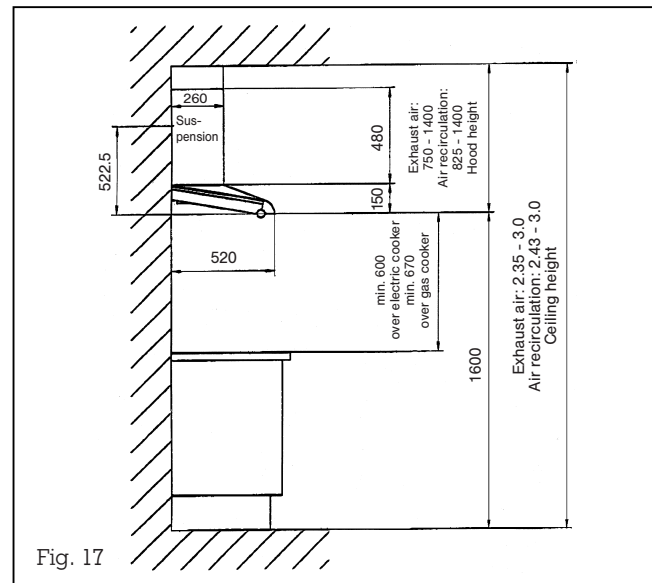 260
Sus-
pension
522.5
480
150
520
Exhaust air:
750 - 1400
Air recirculation:
825 - 1400
Hood height
min. 600
over electric cooker
min. 670
over gas cooker
1600
Exhaust air: 2.35 - 3.0
Air recirculation: 2.43 - 3.0
Ceiling height
Fig. 17